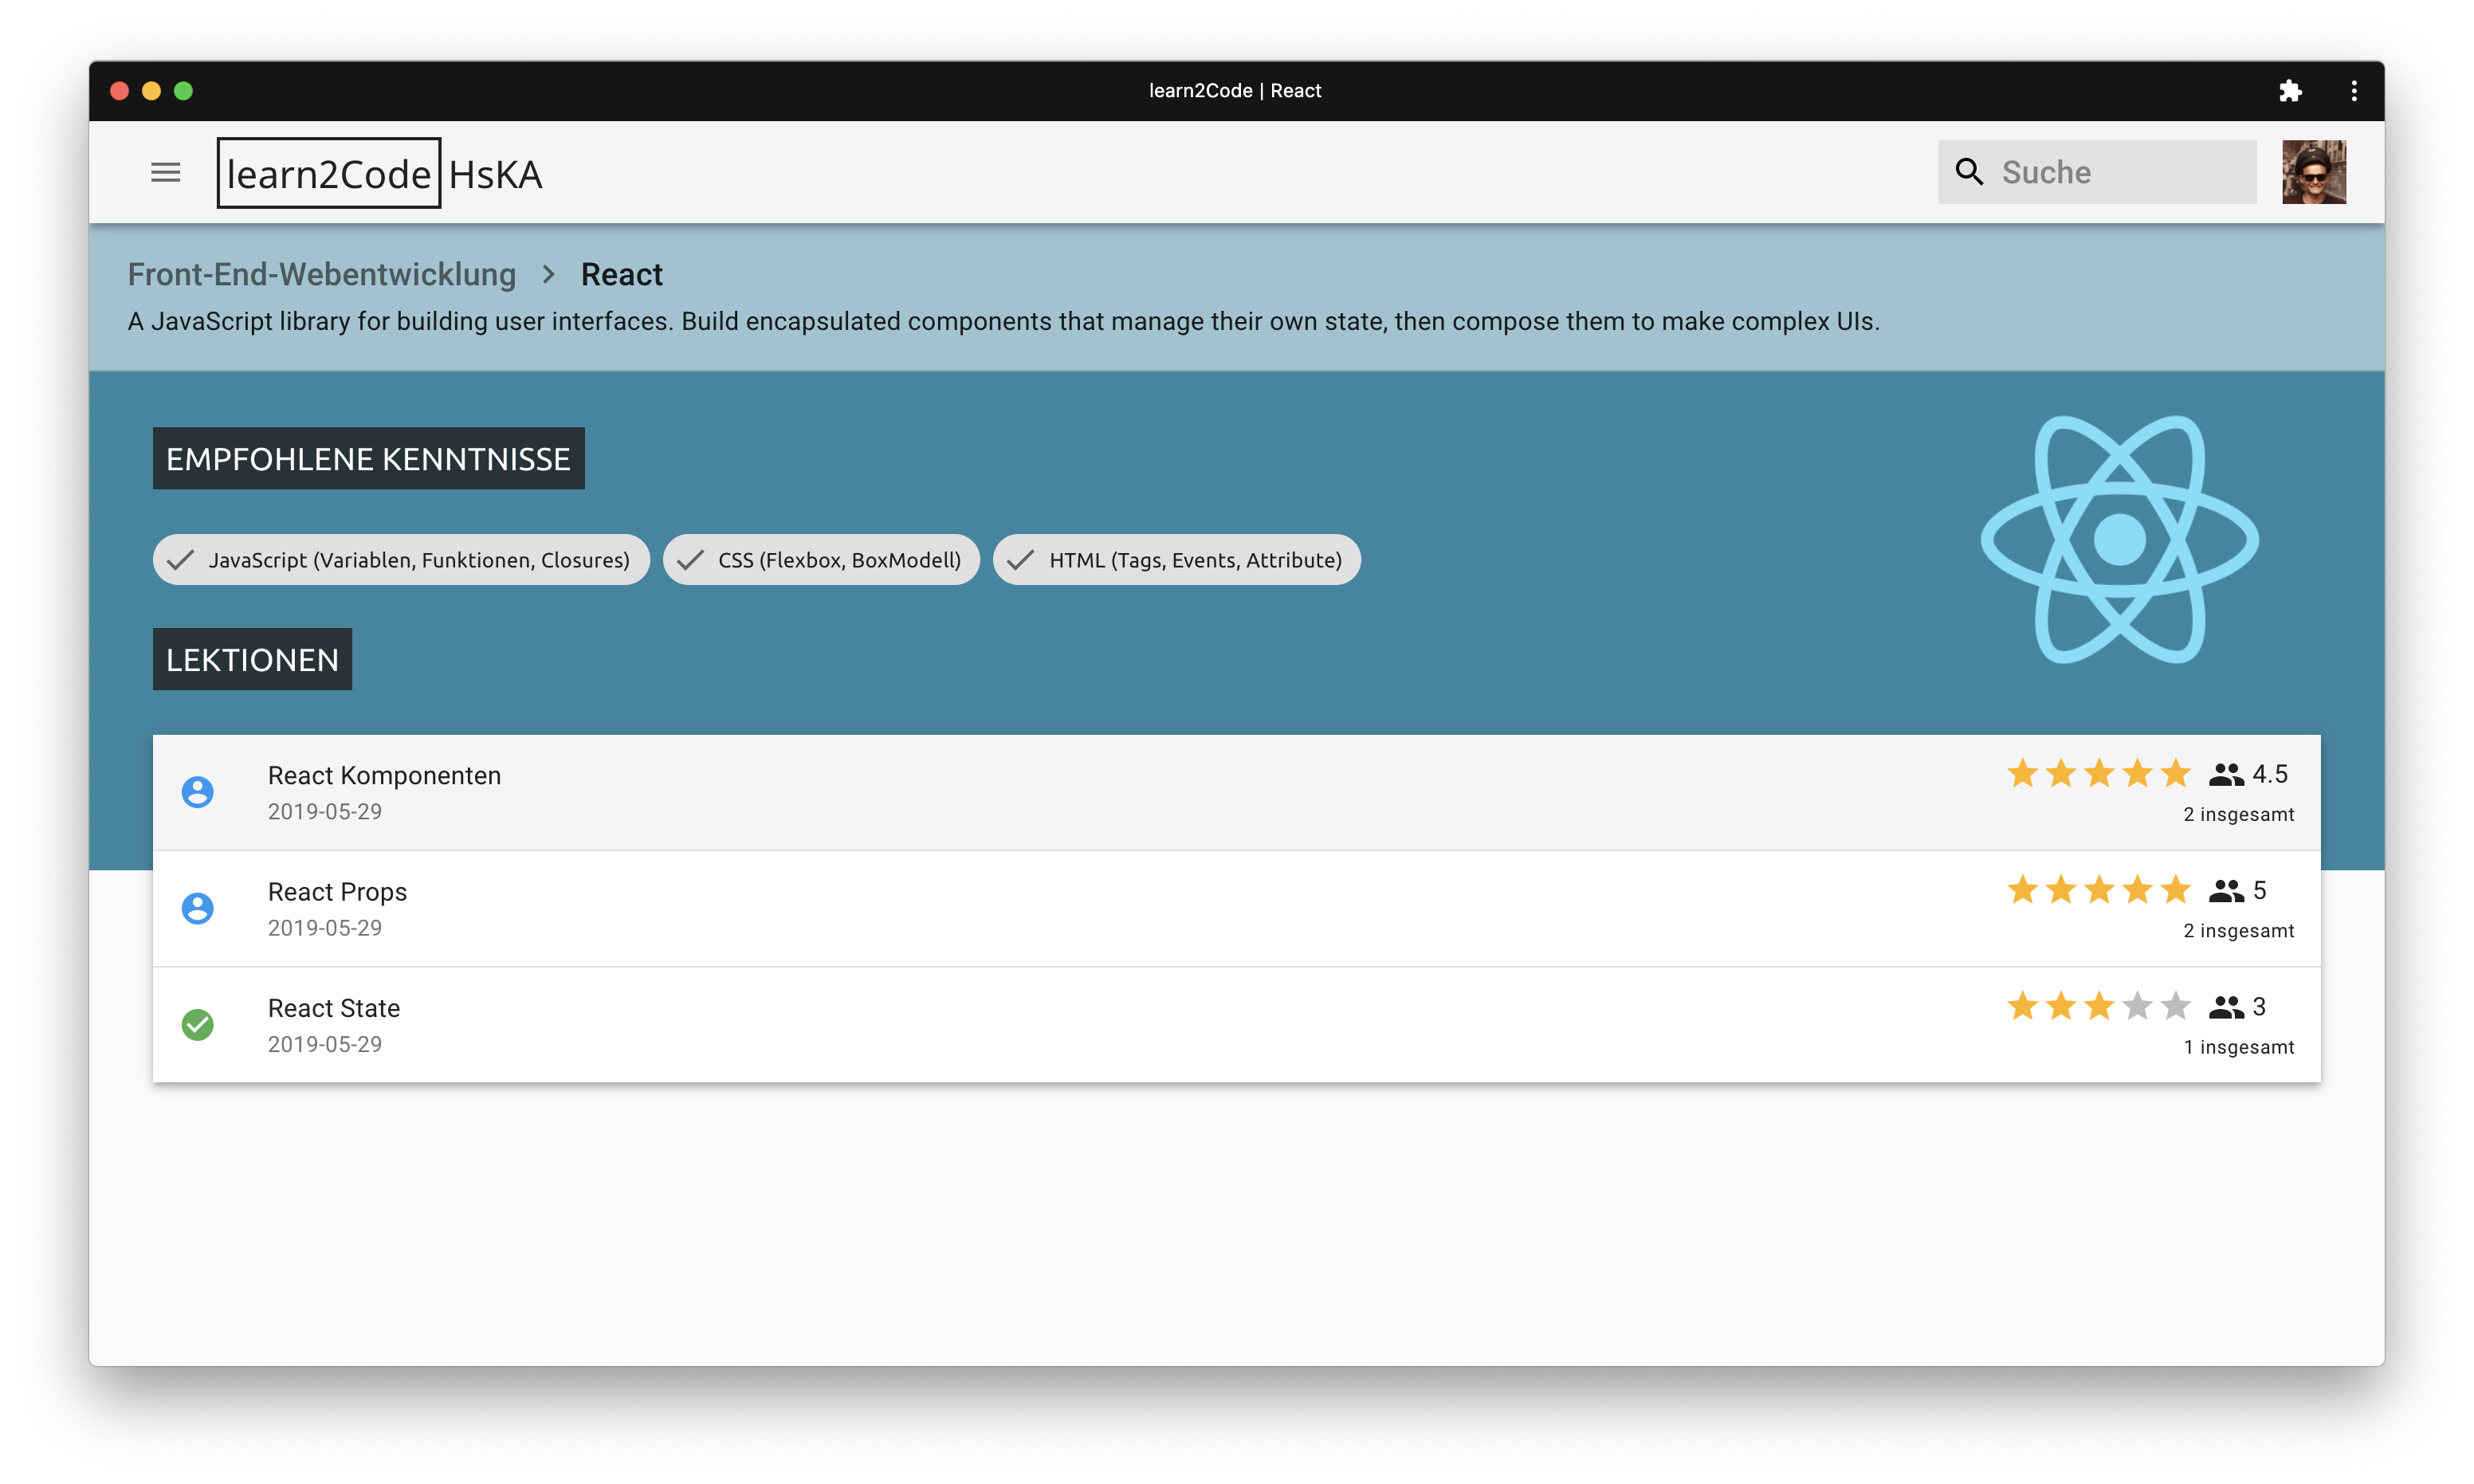 learn2Code | React
learn2Code HsKA
Suche
Front-End-Webentwicklung > React
A JavaScript library for building user interfaces. Build encapsulated components that manage their own state, then compose them to make complex UIs.
EMPFOHLENE KENNTNISSE
JavaScript (Variablen, Funktionen, Closures) CSS (Flexbox, BoxModell) HTML (Tags, Events, Attribute)
LEKTIONEN
React Komponenten 4.5
2019-05-29 2 insgesamt
React Props 5
2019-05-29 2 insgesamt
React State 3
2019-05-29 1 insgesamt